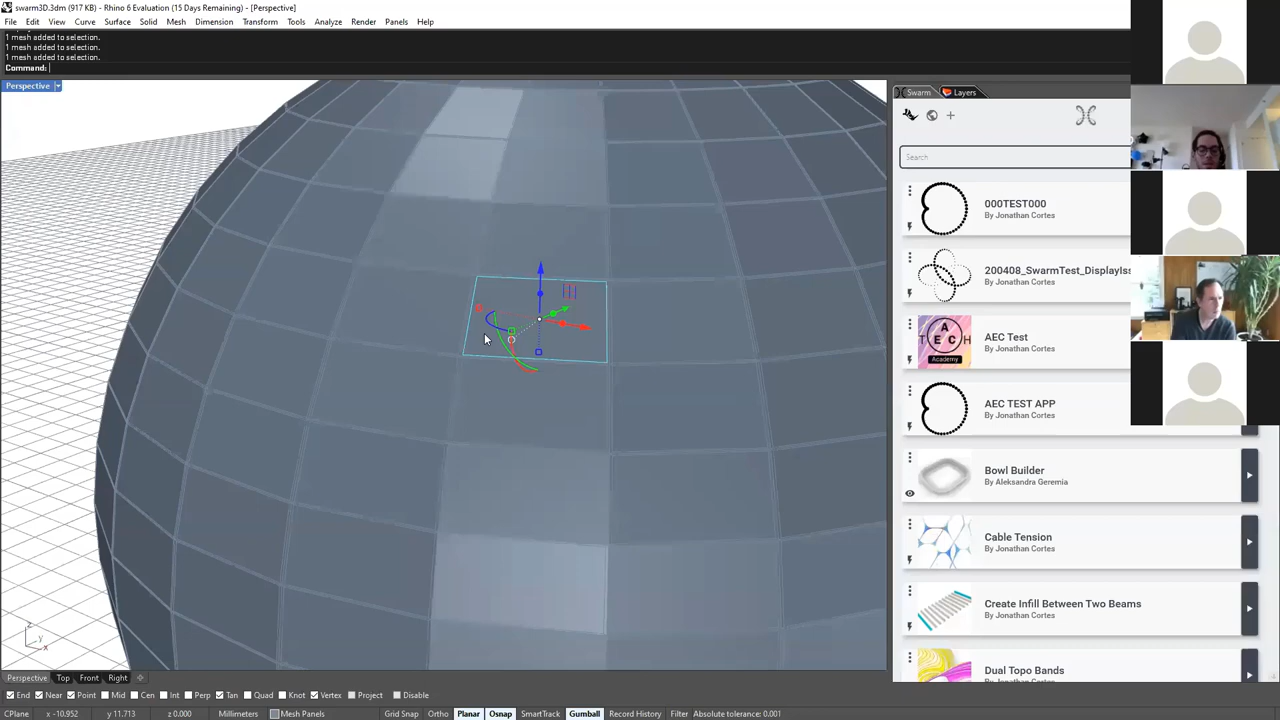 swarm3D.3dm (917 KB) - Rhino 6 Evaluation (15 Days Remaining) - [Perspective]
File Edit View Curve Surface Solid Mesh Dimension Transform Tools Analyze Render Panels Help
1 mesh added to selection.
1 mesh added to selection.
1 mesh added to selection.
Command:
Perspective
Swarm Layers
Search
000TEST000
By Jonathan Cortes
200408_SwarmTest_DisplayIss
By Jonathan Cortes
AEC Test
By Jonathan Cortes
A
TECH
Academy
AEC TEST APP
By Jonathan Cortes
Bowl Builder
By Aleksandra Geremia
Cable Tension
By Jonathan Cortes
Create Infill Between Two Beams
By Jonathan Cortes
Dual Topo Bands
By Jonathan Cortes
z
y
x
Perspective Top Front Right
End Near Point Mid Cen Int Perp Tan Quad Knot Vertex Project Disable
CPlane x -10.952 y 11.713 z 0.000 Millimeters Mesh Panels Grid Snap Ortho Planar Osnap SmartTrack Gumball Record History Filter Absolute tolerance: 0.001